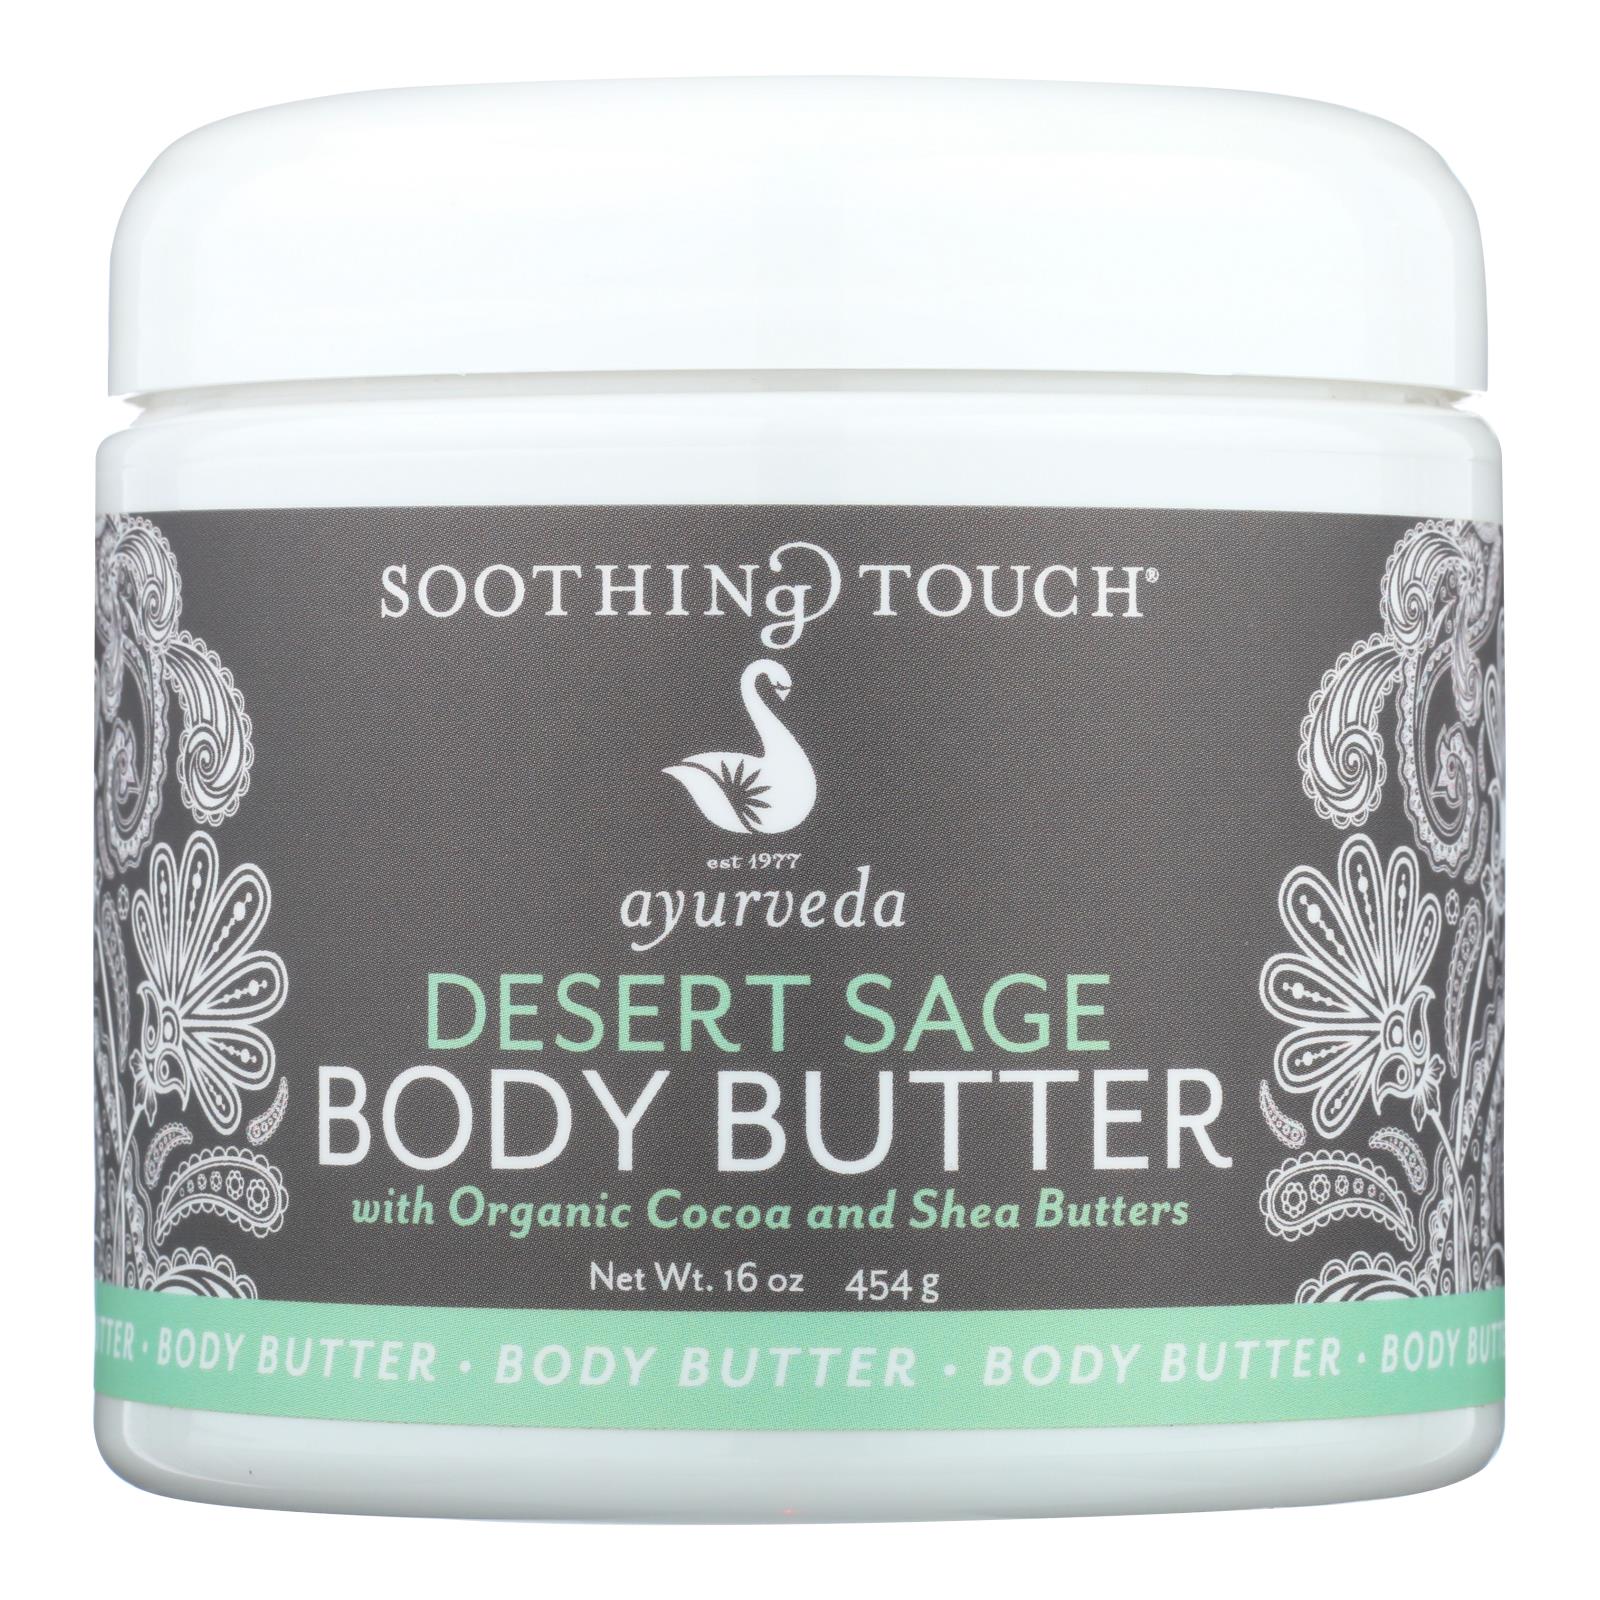 SOOTHING TOUCH®
est 1977
ayurveda
DESERT SAGE
BODY BUTTER
with Organic Cocoa and Shea Butters
Net Wt. 16 oz 454 g
TTER · BODY BUTTER · BODY BUTTER · BODY BUTTER · BODY BUTTE